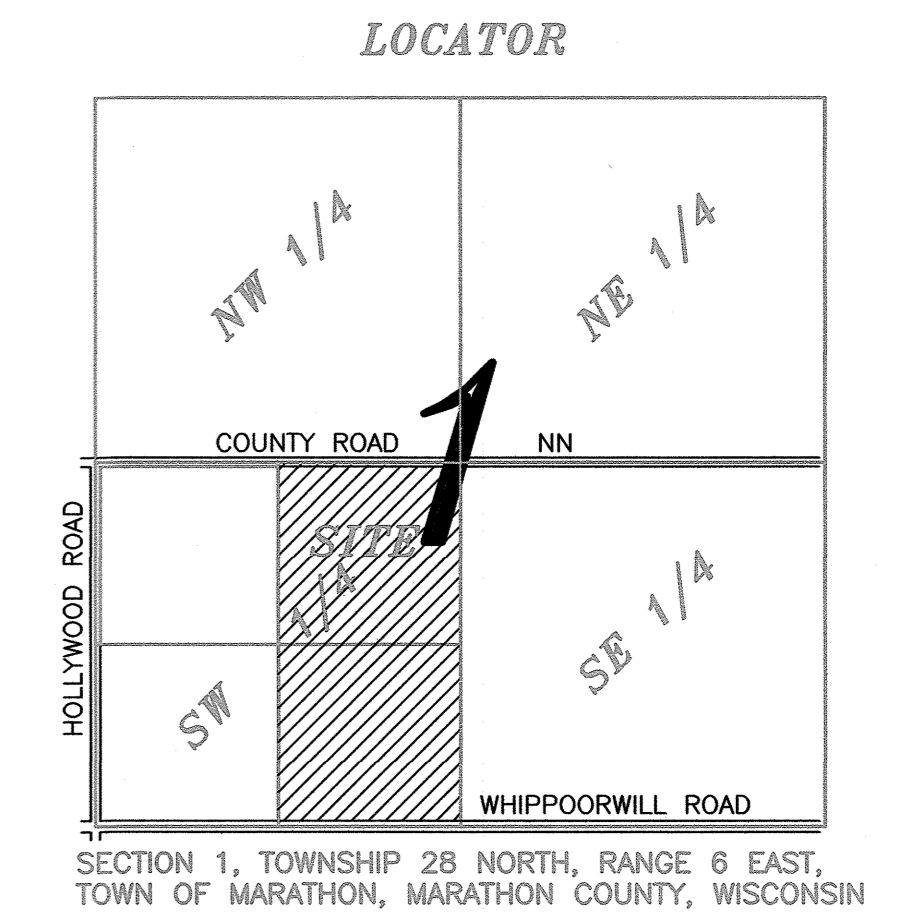 LOCATOR
NW 1/4
NE 1/4
1
COUNTY ROAD NN
HOLLYWOOD ROAD
SITE
SW 1/4
SE 1/4
WHIPPOORWILL ROAD
SECTION 1, TOWNSHIP 28 NORTH, RANGE 6 EAST,
TOWN OF MARATHON, MARATHON COUNTY, WISCONSIN